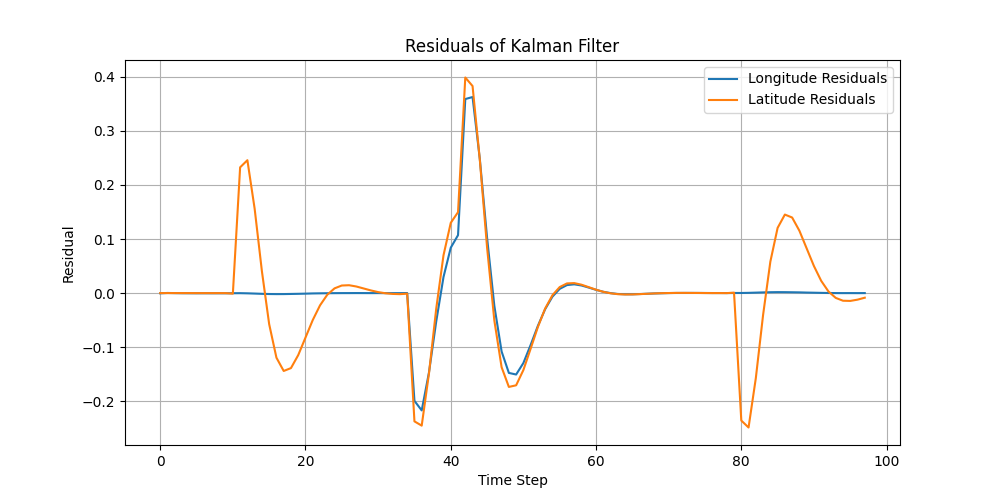 Residuals of Kalman Filter
Longitude Residuals
Latitude Residuals
Residual
0.4
0.3
0.2
0.1
0.0
−0.1
−0.2
0 20 40 60 80 100
Time Step